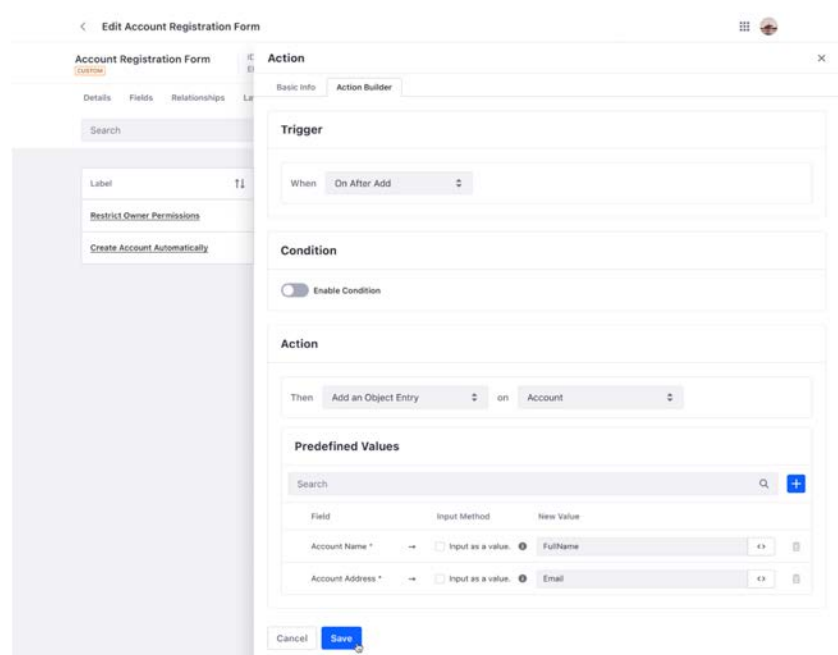 Edit Account Registration Form
Account Registration Form
CUSTOM
Action
Basic Info Action Builder
Details Fields Relationships
Search
Label
Restrict Owner Permissions
Create Account Automatically
Trigger
When On After Add
Condition
Enable Condition
Action
Then Add an Object Entry on Account
Predefined Values
Search
Field Input Method New Value
Account Name * → Input as a value. FullName
Account Address * → Input as a value. Email
Cancel Save